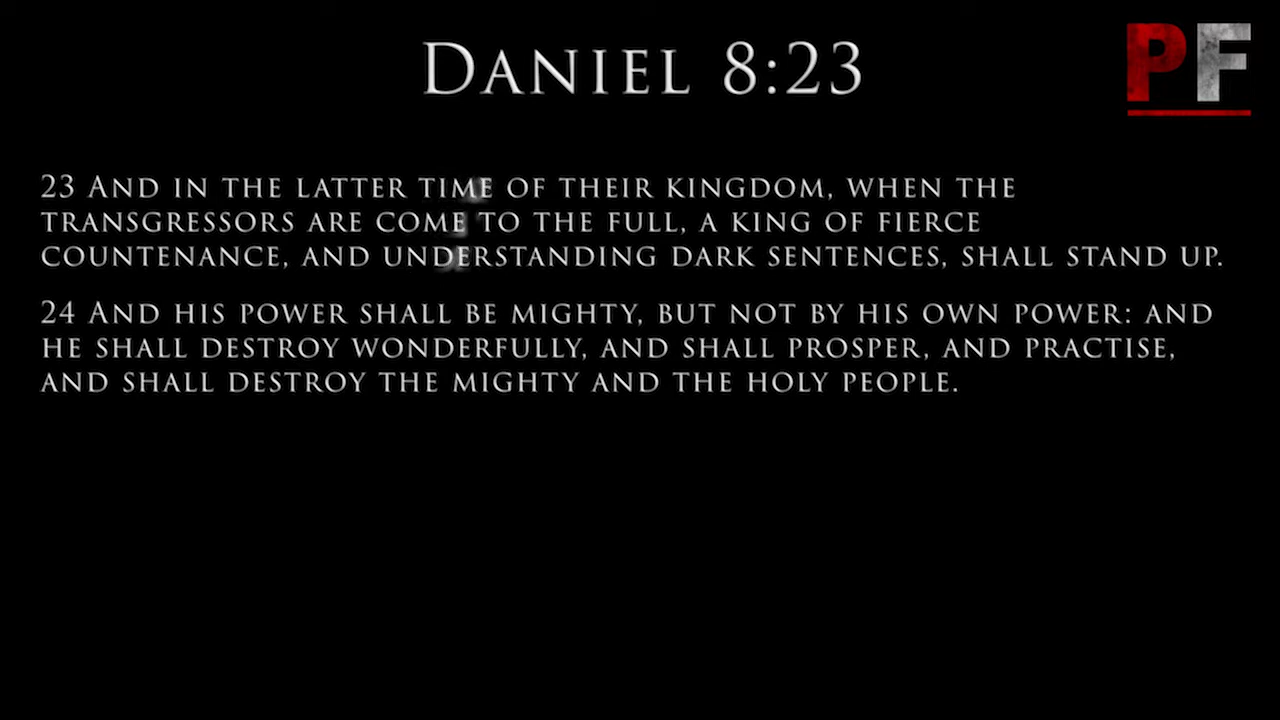 Daniel 8:23
PF
23 And in the latter time of their kingdom, when the
transgressors are come to the full, a king of fierce
countenance, and understanding dark sentences, shall stand up.
24 And his power shall be mighty, but not by his own power: and
he shall destroy wonderfully, and shall prosper, and practise,
and shall destroy the mighty and the holy people.